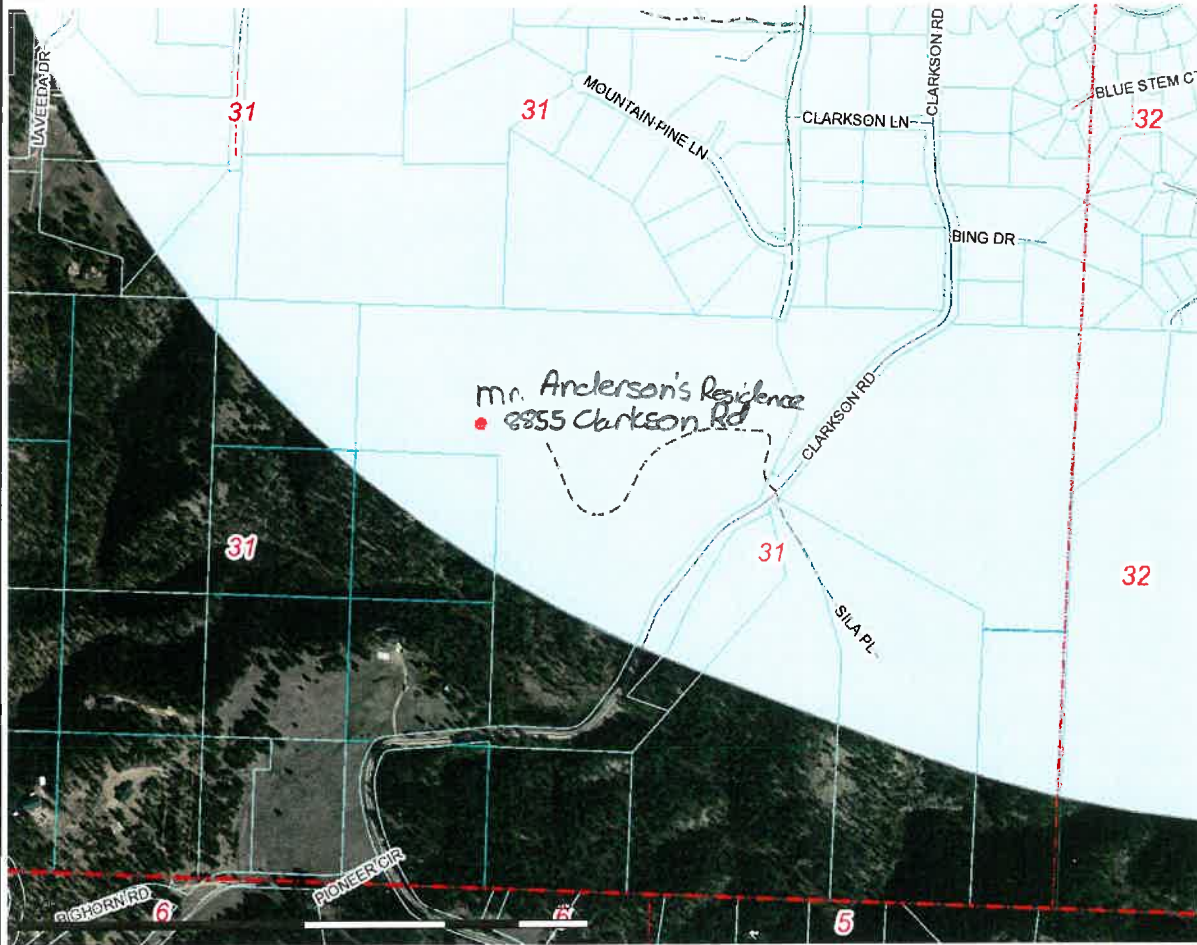 CLARKSON RD
LAVEEDA DR
BLUE STEM CT
31
31
MOUNTAIN PINE LN
CLARKSON LN
32
BING DR
mr. Anderson's Residence
8855 Clarkson Rd
CLARKSON RD
31
31
32
SILA PL
PIONEER CIR
BIGHORN RD
6
6
5